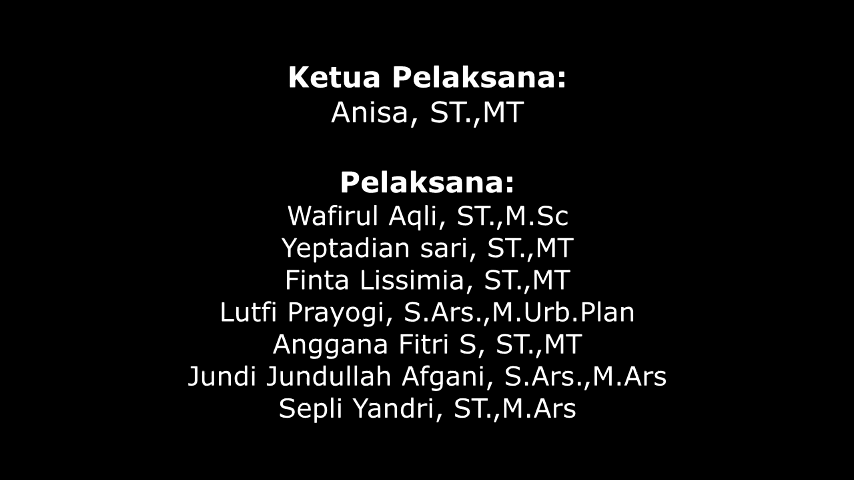 Ketua Pelaksana:
Anisa, ST.,MT
Pelaksana:
Wafirul Aqli, ST.,M.Sc
Yeptadian sari, ST.,MT
Finta Lissimia, ST.,MT
Lutfi Prayogi, S.Ars.,M.Urb.Plan
Anggana Fitri S, ST.,MT
Jundi Jundullah Afgani, S.Ars.,M.Ars
Sepli Yandri, ST.,M.Ars